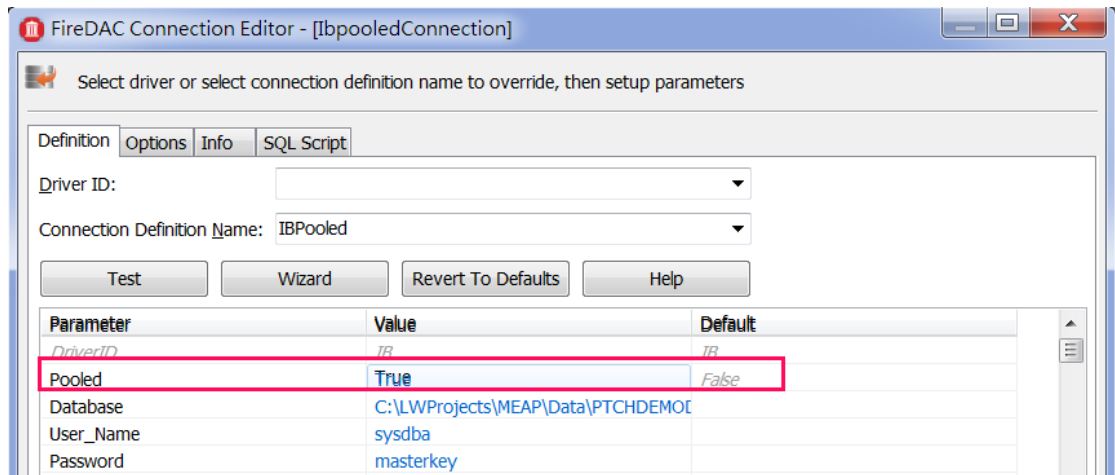 FireDAC Connection Editor - [IbpooledConnection]
Select driver or select connection definition name to override, then setup parameters
Definition Options Info SQL Script
Driver ID:
Connection Definition Name: IBPooled
Test Wizard Revert To Defaults Help
Parameter Value Default
DriverID IB IB
Pooled True False
Database C:\LWProjects\MEAP\Data\PTCHDEMOD
User_Name sysdba
Password masterkey